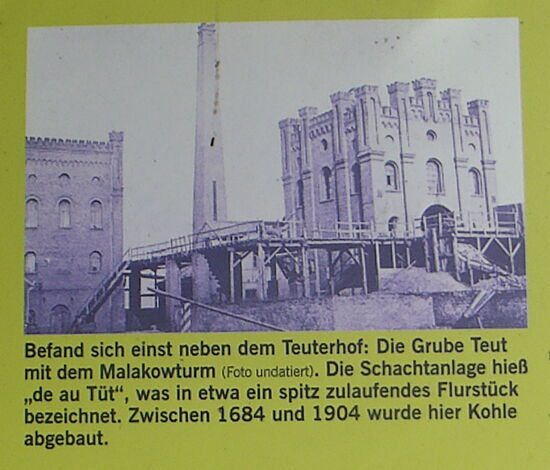 Befand sich einst neben dem Teuterhof: Die Grube Teut
mit dem Malakowturm (Foto undatiert). Die Schachtanlage hieß
„de au Tüt“, was in etwa ein spitz zulaufendes Flurstück
bezeichnet. Zwischen 1684 und 1904 wurde hier Kohle
abgebaut.